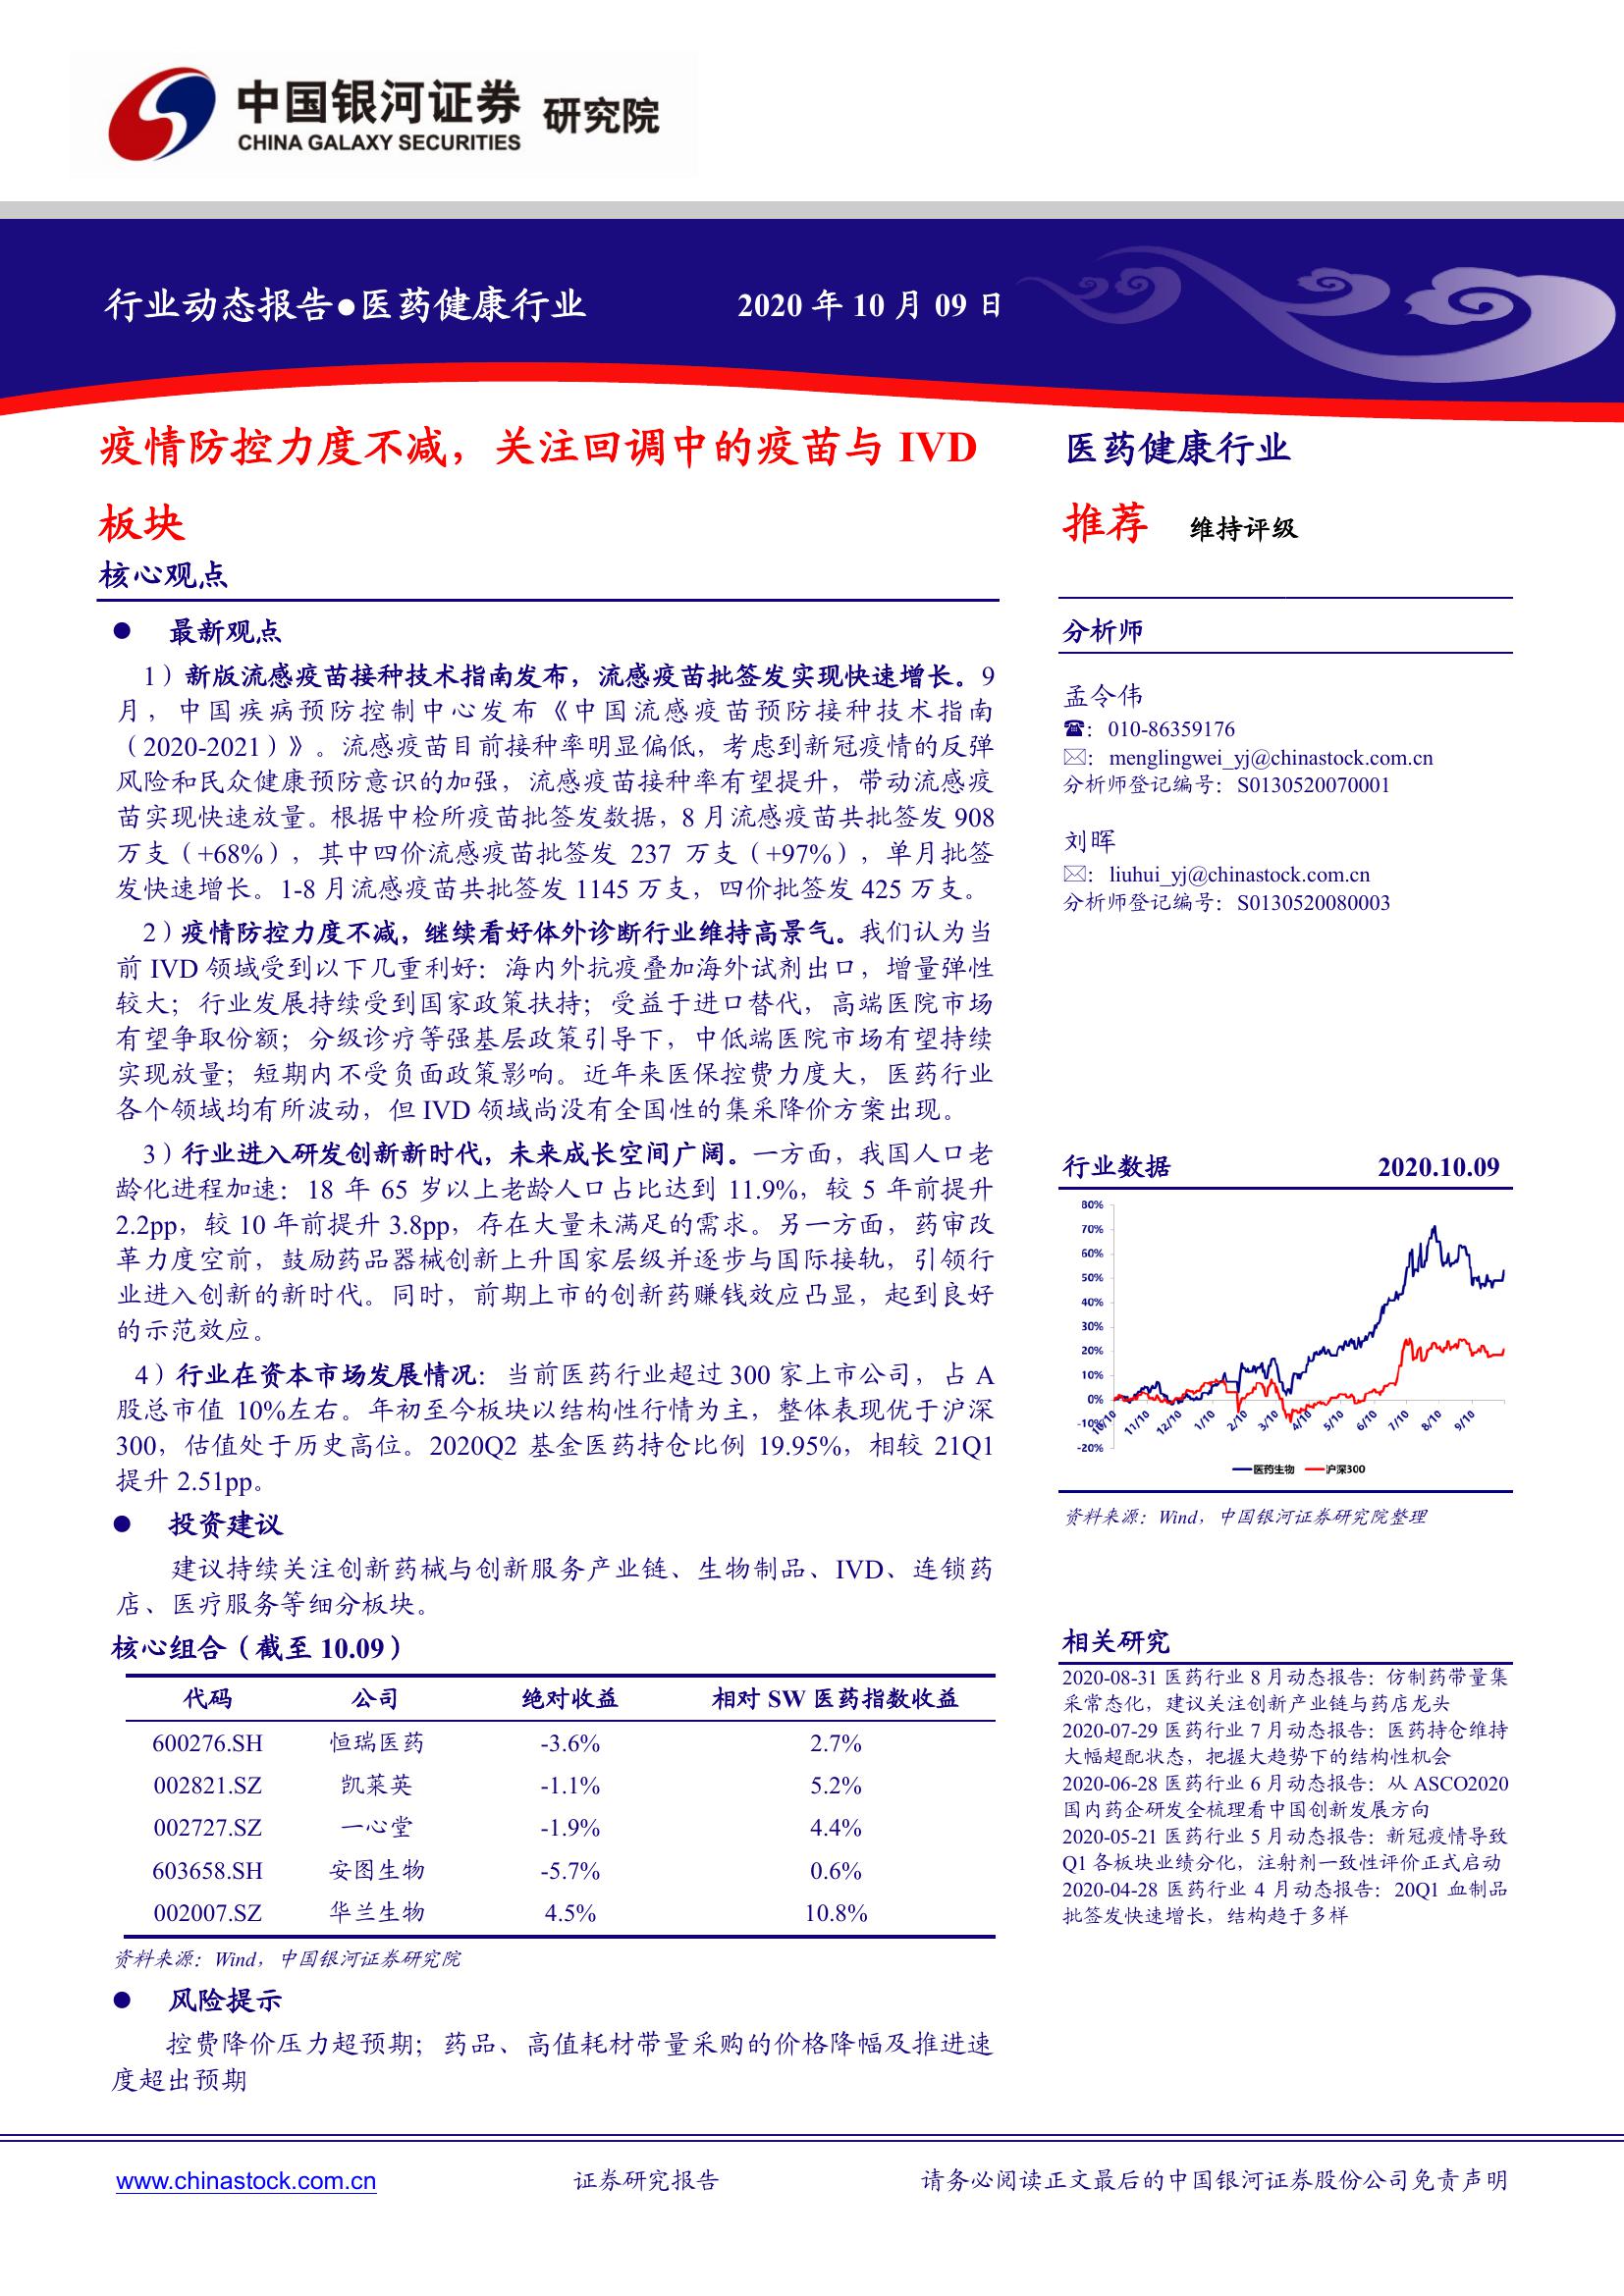 中国银河证券 研究院
CHINA GALAXY SECURITIES
行业动态报告●医药健康行业 2020 年 10 月 09 日
疫情防控力度不减，关注回调中的疫苗与 IVD
板块
核心观点
● 最新观点
1）新版流感疫苗接种技术指南发布，流感疫苗批签发实现快速增长。9
月，中国疾病预防控制中心发布《中国流感疫苗预防接种技术指南
（2020-2021）》。流感疫苗目前接种率明显偏低，考虑到新冠疫情的反弹
风险和民众健康预防意识的加强，流感疫苗接种率有望提升，带动流感疫
苗实现快速放量。根据中检所疫苗批签发数据，8 月流感疫苗共批签发 908
万支（+68%），其中四价流感疫苗批签发 237 万支（+97%），单月批签
发快速增长。1-8 月流感疫苗共批签发 1145 万支，四价批签发 425 万支。
2）疫情防控力度不减，继续看好体外诊断行业维持高景气。我们认为当
前 IVD 领域受到以下几重利好：海内外抗疫叠加海外试剂出口，增量弹性
较大；行业发展持续受到国家政策扶持；受益于进口替代，高端医院市场
有望争取份额；分级诊疗等强基层政策引导下，中低端医院市场有望持续
实现放量；短期内不受负面政策影响。近年来医保控费力度大，医药行业
各个领域均有所波动，但 IVD 领域尚没有全国性的集采降价方案出现。
3）行业进入研发创新新时代，未来成长空间广阔。一方面，我国人口老
龄化进程加速：18 年 65 岁以上老龄人口占比达到 11.9%，较 5 年前提升
2.2pp，较 10 年前提升 3.8pp，存在大量未满足的需求。另一方面，药审改
革力度空前，鼓励药品器械创新上升国家层级并逐步与国际接轨，引领行
业进入创新的新时代。同时，前期上市的创新药赚钱效应凸显，起到良好
的示范效应。
4）行业在资本市场发展情况：当前医药行业超过 300 家上市公司，占 A
股总市值 10%左右。年初至今板块以结构性行情为主，整体表现优于沪深
300，估值处于历史高位。2020Q2 基金医药持仓比例 19.95%，相较 21Q1
提升 2.51pp。
● 投资建议
建议持续关注创新药械与创新服务产业链、生物制品、IVD、连锁药
店、医疗服务等细分板块。
核心组合（截至 10.09）
代码 公司 绝对收益 相对 SW 医药指数收益
600276.SH 恒瑞医药 -3.6% 2.7%
002821.SZ 凯莱英 -1.1% 5.2%
002727.SZ 一心堂 -1.9% 4.4%
603658.SH 安图生物 -5.7% 0.6%
002007.SZ 华兰生物 4.5% 10.8%
资料来源：Wind，中国银河证券研究院
● 风险提示
控费降价压力超预期；药品、高值耗材带量采购的价格降幅及推进速
度超出预期
医药健康行业
推荐 维持评级
分析师
孟令伟
☎：010-86359176
✉：menglingwei_yj@chinastock.com.cn
分析师登记编号：S0130520070001
刘晖
✉：liuhui_yj@chinastock.com.cn
分析师登记编号：S0130520080003
行业数据 2020.10.09
80%
70%
60%
50%
40%
30%
20%
10%
0%
-10%
-20%
10/10 11/10 12/10 1/10 2/10 3/10 4/10 5/10 6/10 7/10 8/10 9/10
医药生物 沪深300
资料来源：Wind，中国银河证券研究院整理
相关研究
2020-08-31 医药行业 8 月动态报告：仿制药带量集
采常态化，建议关注创新产业链与药店龙头
2020-07-29 医药行业 7 月动态报告：医药持仓维持
大幅超配状态，把握大趋势下的结构性机会
2020-06-28 医药行业 6 月动态报告：从 ASCO2020
国内药企研发全梳理看中国创新发展方向
2020-05-21 医药行业 5 月动态报告：新冠疫情导致
Q1 各板块业绩分化，注射剂一致性评价正式启动
2020-04-28 医药行业 4 月动态报告：20Q1 血制品
批签发快速增长，结构趋于多样
www.chinastock.com.cn 证券研究报告 请务必阅读正文最后的中国银河证券股份公司免责声明